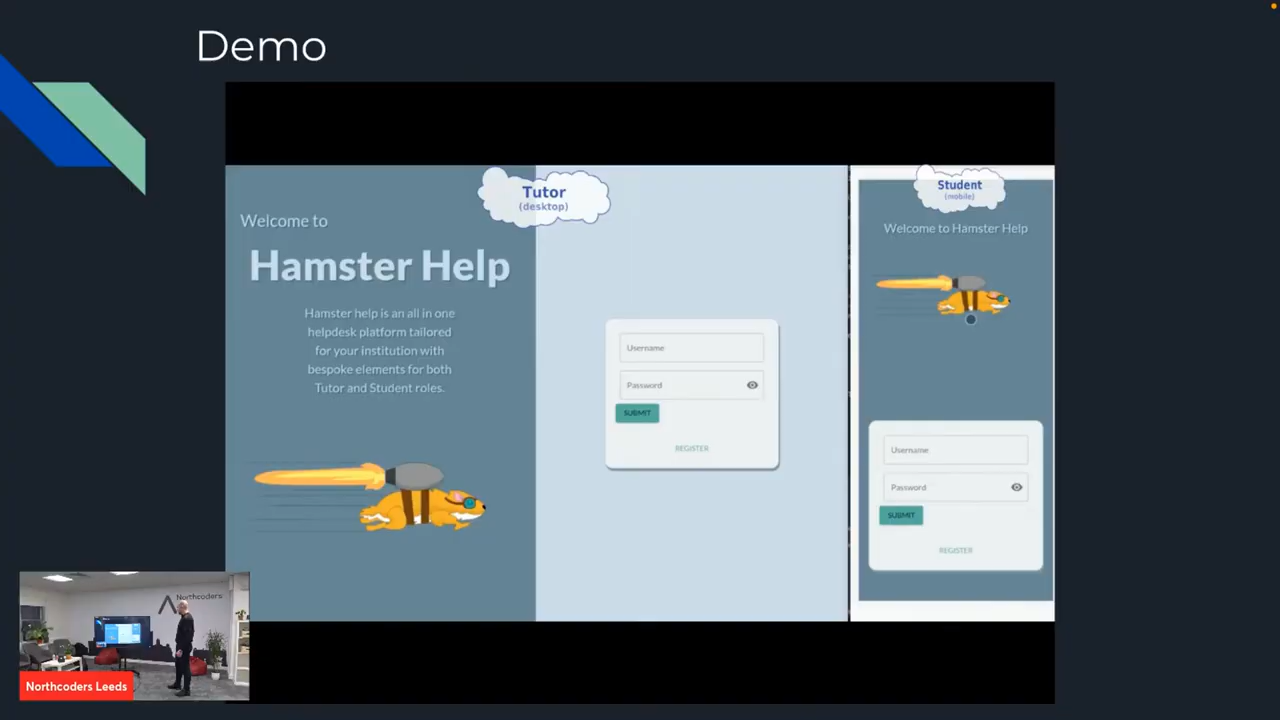 Demo
Tutor
(desktop)
Welcome to
Hamster Help
Hamster help is an all in one
helpdesk platform tailored
for your institution with
bespoke elements for both
Tutor and Student roles.
Username
Password
SUBMIT
REGISTER
Student
(mobile)
Welcome to Hamster Help
Username
Password
SUBMIT
REGISTER
Northcoders
Northcoders Leeds